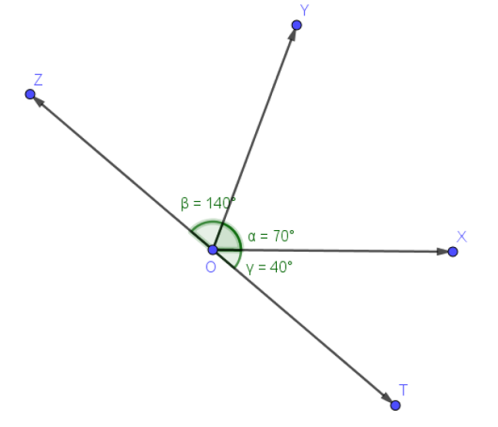 Y
Z
β = 140°
α = 70°
X
O
γ = 40°
T